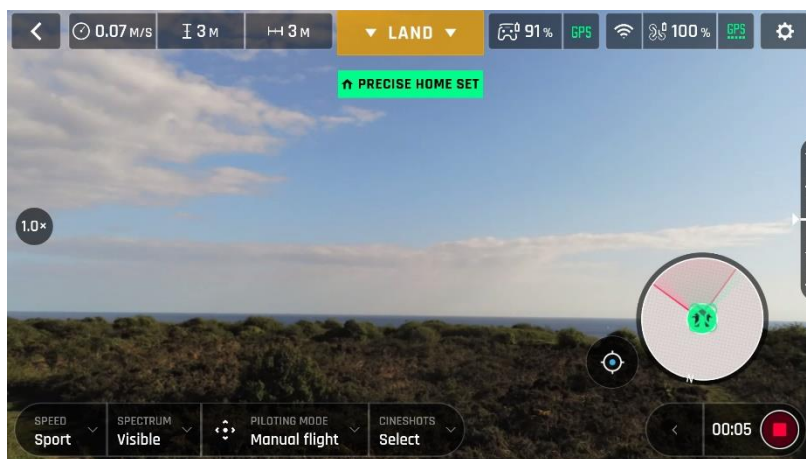 0.07 M/S
3 M
3 M
LAND
91 %
GPS
100 %
GPS
PRECISE HOME SET
1.0×
N
SPEED
Sport
SPECTRUM
Visible
PILOTING MODE
Manual flight
CINESHOTS
Select
00:05